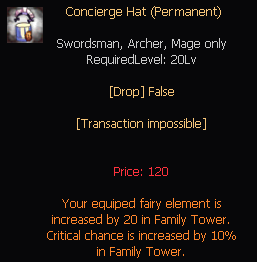 Concierge Hat (Permanent)
Swordsman, Archer, Mage only
RequiredLevel: 20Lv
[Drop] False
[Transaction impossible]
Price: 120
Your equiped fairy element is
increased by 20 in Family Tower.
Critical chance is increased by 10%
in Family Tower.